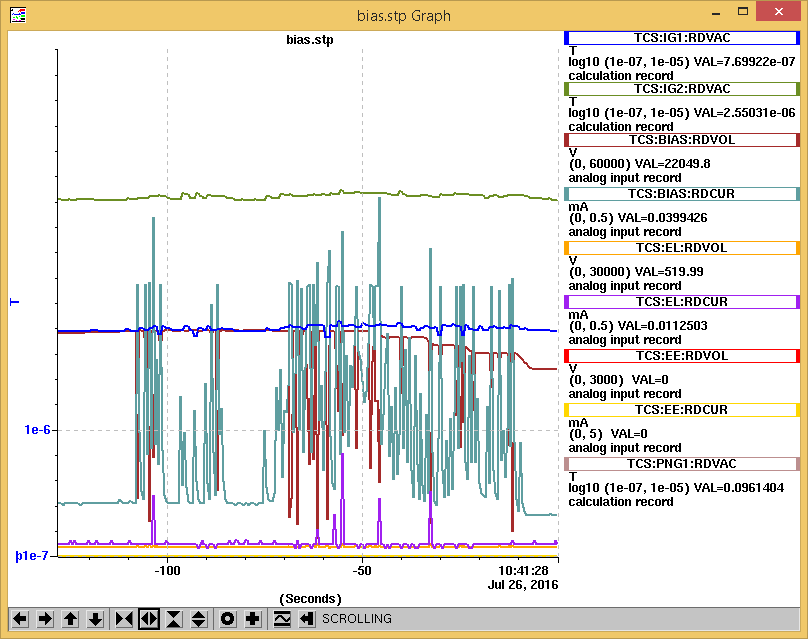 bias.stp Graph
bias.stp
TCS:IG1:RDVAC
T
log10 (1e-07, 1e-05) VAL=7.69922e-07
calculation record
TCS:IG2:RDVAC
T
log10 (1e-07, 1e-05) VAL=2.55031e-06
calculation record
TCS:BIAS:RDVOL
V
(0, 60000) VAL=22049.8
analog input record
TCS:BIAS:RDCUR
mA
(0, 0.5) VAL=0.0399426
analog input record
TCS:EL:RDVOL
V
(0, 30000) VAL=519.99
analog input record
TCS:EL:RDCUR
mA
(0, 0.5) VAL=0.0112503
analog input record
TCS:EE:RDVOL
V
(0, 3000) VAL=0
analog input record
TCS:EE:RDCUR
mA
(0, 5) VAL=0
analog input record
TCS:PNG1:RDVAC
T
log10 (1e-07, 1e-05) VAL=0.0961404
calculation record
T
1e-6
1e-7
-100
-50
10:41:28
Jul 26, 2016
(Seconds)
SCROLLING